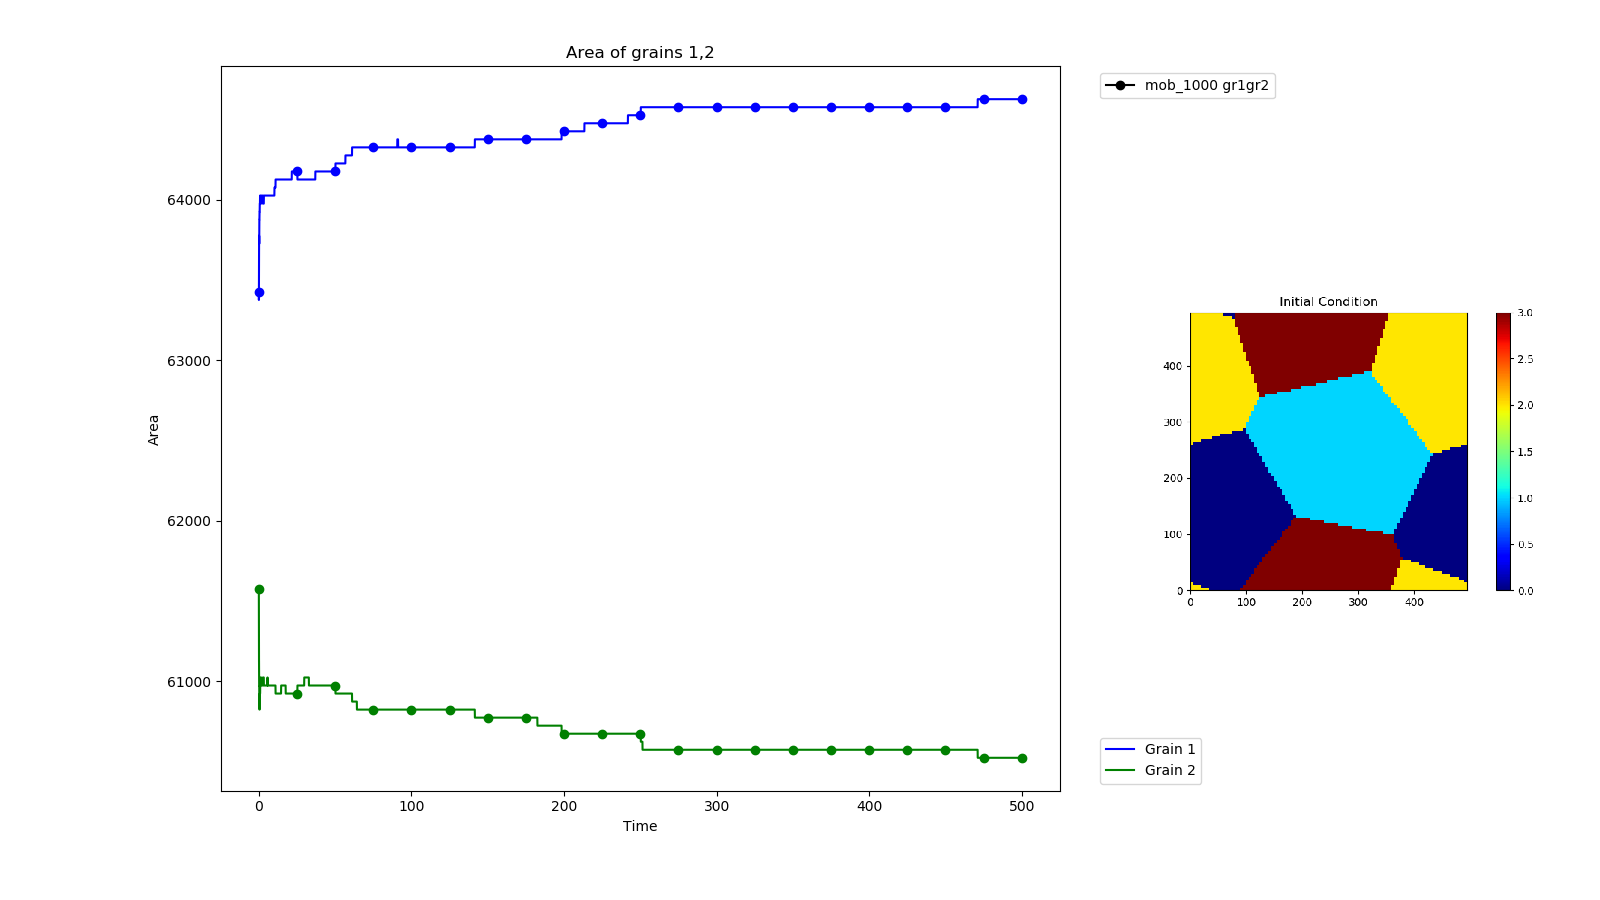 Area of grains 1,2
Area
64000
63000
62000
61000
0 100 200 300 400 500
Time
mob_1000 gr1gr2
Initial Condition
400
300
200
100
0
0 100 200 300 400
3.0
2.5
2.0
1.5
1.0
0.5
0.0
Grain 1
Grain 2